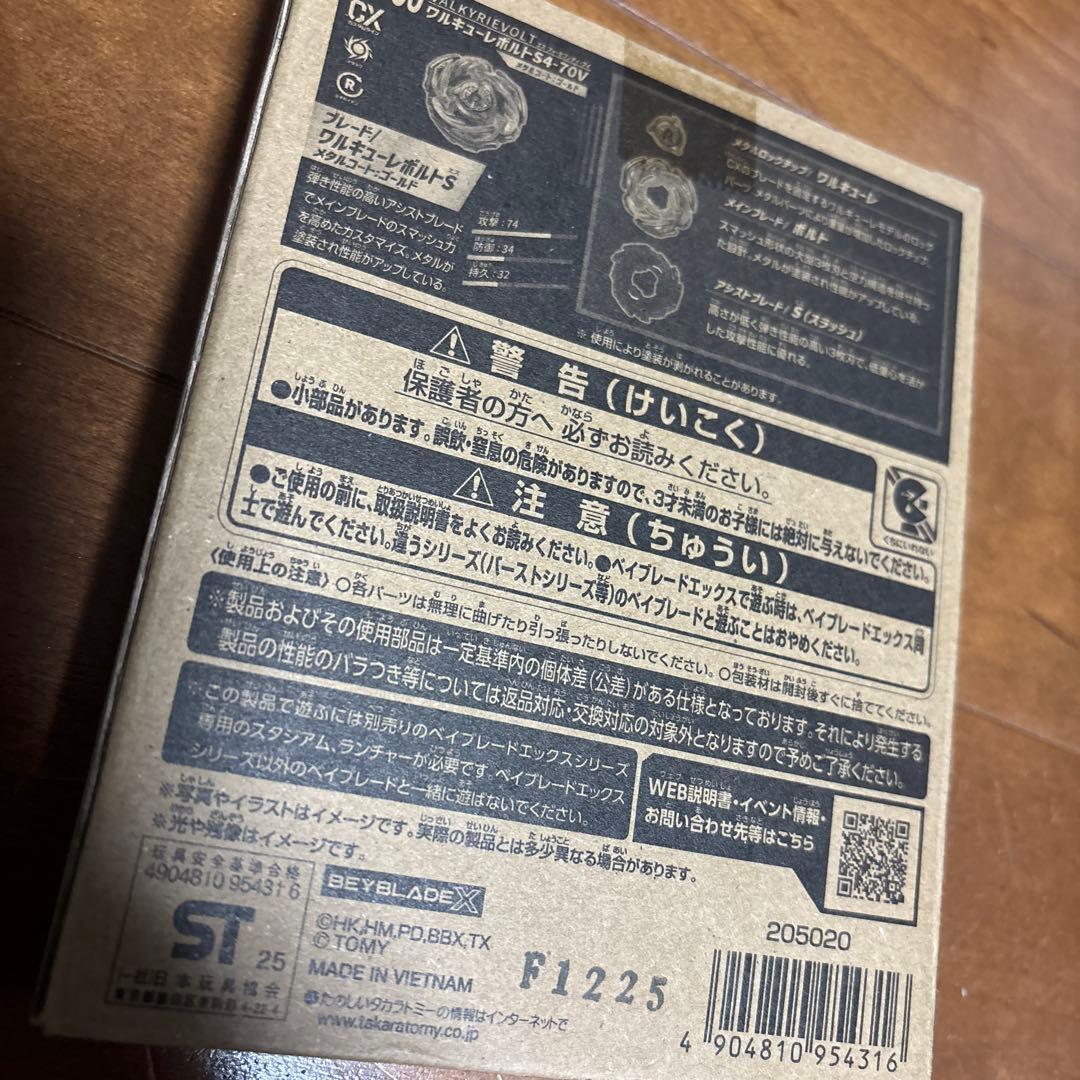 VALKYRIEVOLT
ワルキューレボルトS4-70V
メタルコート:ゴールド
CX
R
ブレード/
ワルキューレボルトS
メタルコート:ゴールド
弾き性能の高いアシストブレード
でメインブレードのスマッシュ力
を高めたカスタマイズ。メタルが
塗装され性能がアップしている。
攻撃:74
防御:34
持久:32
メタルロックチップ/ワルキューレ
CXのブレードを固定するワルキューレモデルのロック
メインブレード/ボルト
た設計。メタルが塗装され性能がアップしている。
アシストブレード/S(スラッシュ)
高さが低く弾き性能の高い3枚刃で、低重心を活か
した攻撃性能に優れる。
※使用により塗装が剥がれることがあります。
警告(けいこく)
保護者の方へ 必ずお読みください。
●小部品があります。誤飲・窒息の危険がありますので、3才未満のお子様には絶対に与えないでください。
くちにいれない
注意(ちゅうい)
●ご使用の前に、取扱説明書をよくお読みください。●ベイブレードエックスで遊ぶ時は、ベイブレードエックス同
士で遊んでください。違うシリーズ(バーストシリーズ等)のベイブレードと遊ぶことはおやめください。
〈使用上の注意〉○各パーツは無理に曲げたり引っ張ったりしないでください。○包装材は開封後すぐに捨ててください。
※製品およびその使用部品は一定基準内の個体差(公差)がある仕様となっております。それにより発生する
製品の性能のバラつき等については返品対応・交換対応の対象外となりますので予めご了承ください。
※この製品で遊ぶには別売りのベイブレードエックスシリーズ
専用のスタジアム、ランチャーが必要です。ベイブレードエックス
シリーズ以外のベイブレードと一緒に遊ばないでください。
WEB説明書・イベント情報・
お問い合わせ先等はこちら
※写真やイラストはイメージです。実際の製品とは多少異なる場合があります。
※光や残像はイメージです。
玩具安全基準合格
4904810 954316
ST
25
一般社団法人日本玩具協会
BEYBLADE X
©HK,HM,PD,BBX,TX
© TOMY
MADE IN VIETNAM
たのしいタカラトミーの情報はインターネットで
www.takaratomy.co.jp
F1225
205020
4 904810 954316